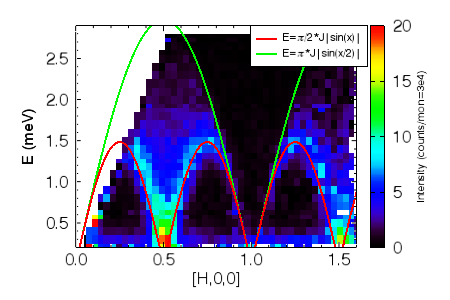 E=π/2*J|sin(x)|
E=π*J|sin(x/2)|
E (meV)
2.5
2.0
1.5
1.0
0.5
0.0
0.5
1.0
1.5
[H,0,0]
20
15
10
5
0
Intensity (counts/mon=3e4)